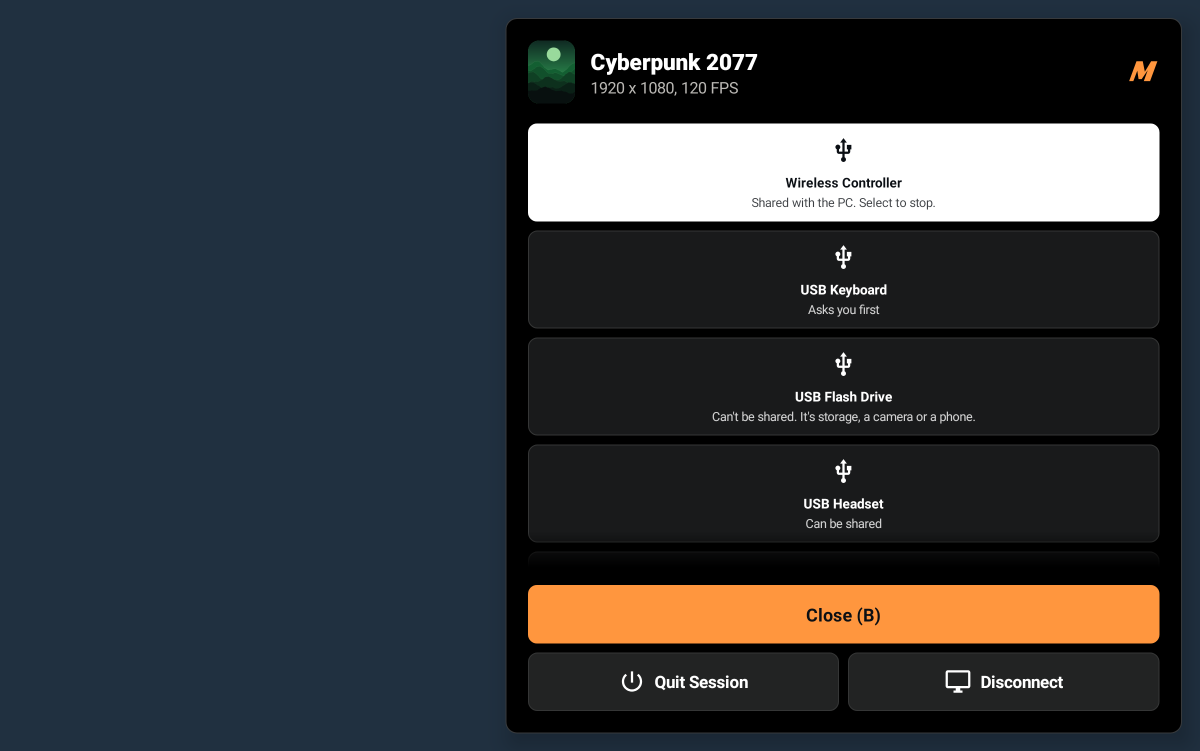 Cyberpunk 2077
1920 x 1080, 120 FPS
Wireless Controller
Shared with the PC. Select to stop.
USB Keyboard
Asks you first
USB Flash Drive
Can't be shared. It's storage, a camera or a phone.
USB Headset
Can be shared
Close (B)
Quit Session
Disconnect